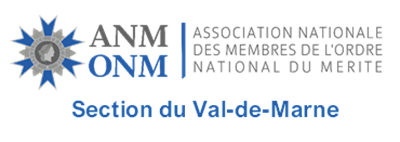 ANM
ONM
ASSOCIATION NATIONALE
DES MEMBRES DE L'ORDRE
NATIONAL DU MERITE
Section du Val-de-Marne